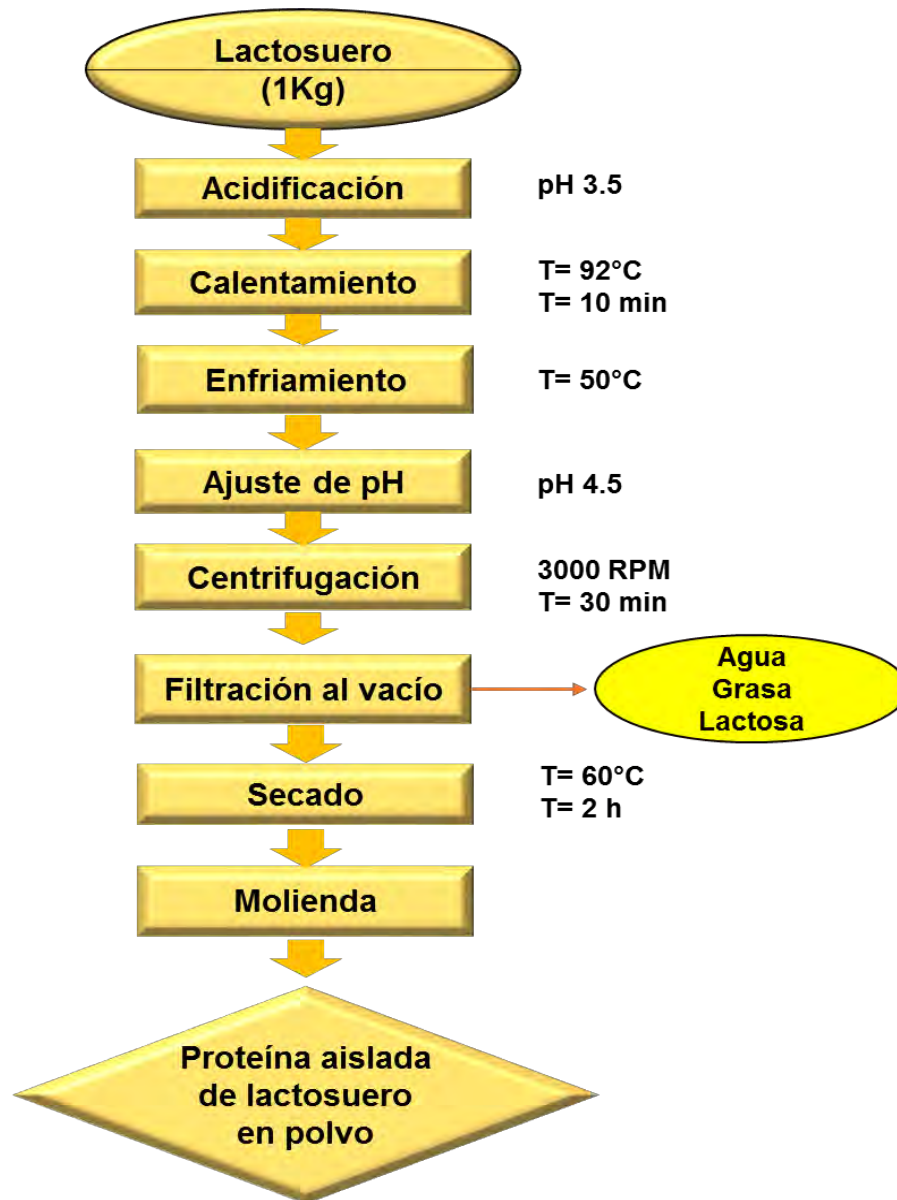 Lactosuero
(1Kg)
Acidificación
pH 3.5
Calentamiento
T= 92°C
T= 10 min
Enfriamiento
T= 50°C
Ajuste de pH
pH 4.5
Centrifugación
3000 RPM
T= 30 min
Filtración al vacío
Agua
Grasa
Lactosa
Secado
T= 60°C
T= 2 h
Molienda
Proteína aislada
de lactosuero
en polvo